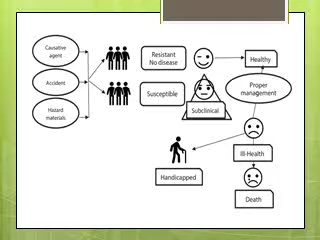 Causative
agent
Accident
Hazard
materials
Resistant
No disease
Susceptible
Subclinical
Healthy
Proper
management
Ill-Health
Handicapped
Death